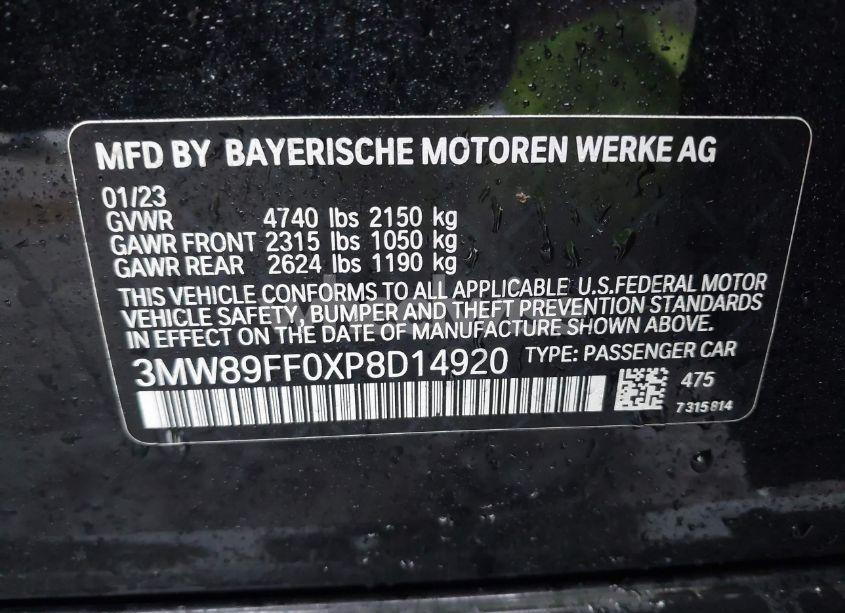 MFD BY BAYERISCHE MOTOREN WERKE AG
01/23
GVWR 4740 lbs 2150 kg
GAWR FRONT 2315 lbs 1050 kg
GAWR REAR 2624 lbs 1190 kg
THIS VEHICLE CONFORMS TO ALL APPLICABLE U.S.FEDERAL MOTOR
VEHICLE SAFETY, BUMPER AND THEFT PREVENTION STANDARDS
IN EFFECT ON THE DATE OF MANUFACTURE SHOWN ABOVE.
3MW89FF0XP8D14920 TYPE: PASSENGER CAR
475
7315814